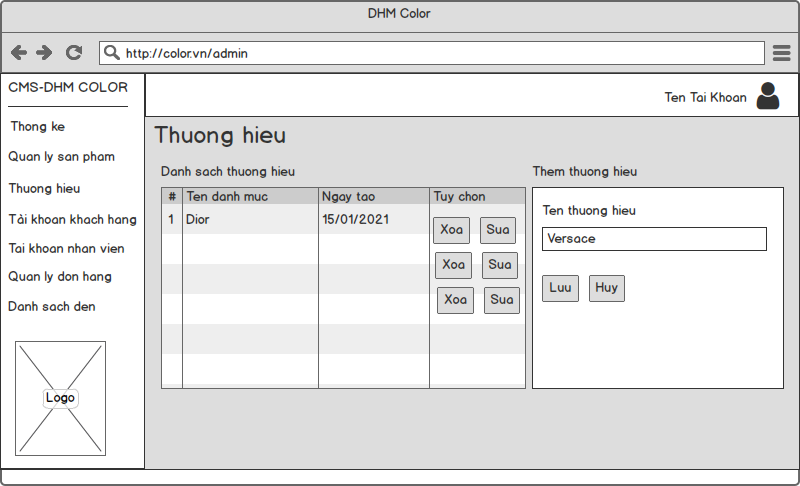 DHM Color
http://color.vn/admin
CMS-DHM COLOR
Thong ke
Quan ly san pham
Thuong hieu
Tài khoan khach hang
Tai khoan nhan vien
Quan ly don hang
Danh sach den
Logo
Ten Tai Khoan
Thuong hieu
Danh sach thuong hieu
# Ten danh muc Ngay tao Tuy chon
1 Dior 15/01/2021
Xoa Sua
Xoa Sua
Xoa Sua
Them thuong hieu
Ten thuong hieu
Versace
Luu Huy